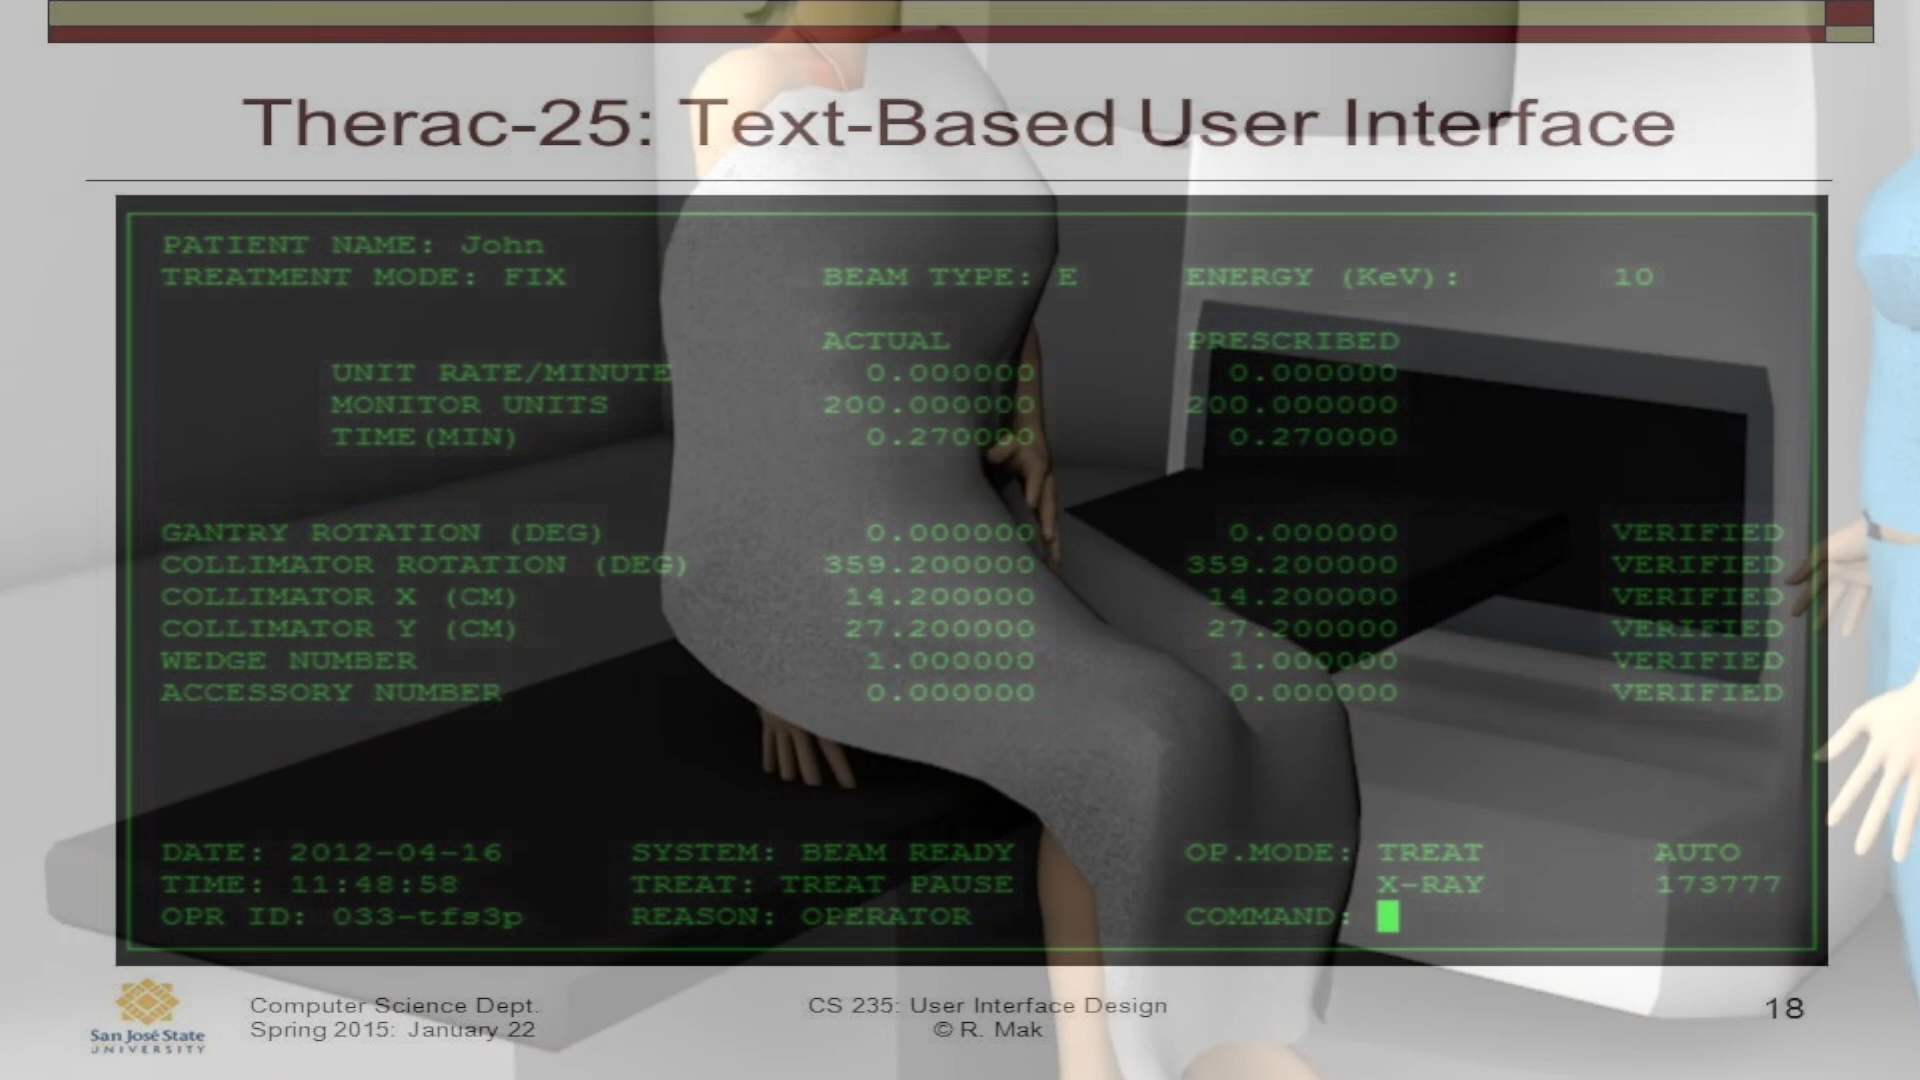 Therac-25: Text-Based User Interface
PATIENT NAME: John
TREATMENT MODE: FIX BEAM TYPE: E ENERGY (KeV): 10
ACTUAL PRESCRIBED
UNIT RATE/MINUTE 0.000000 0.000000
MONITOR UNITS 200.000000 200.000000
TIME(MIN) 0.270000 0.270000
GANTRY ROTATION (DEG) 0.000000 0.000000 VERIFIED
COLLIMATOR ROTATION (DEG) 359.200000 359.200000 VERIFIED
COLLIMATOR X (CM) 14.200000 14.200000 VERIFIED
COLLIMATOR Y (CM) 27.200000 27.200000 VERIFIED
WEDGE NUMBER 1.000000 1.000000 VERIFIED
ACCESSORY NUMBER 0.000000 0.000000 VERIFIED
DATE: 2012-04-16 SYSTEM: BEAM READY OP.MODE: TREAT AUTO
TIME: 11:48:58 TREAT: TREAT PAUSE X-RAY 173777
OPR ID: 033-tfs3p REASON: OPERATOR COMMAND:
San José State
UNIVERSITY
Computer Science Dept.
Spring 2015: January 22
CS 235: User Interface Design
© R. Mak
18